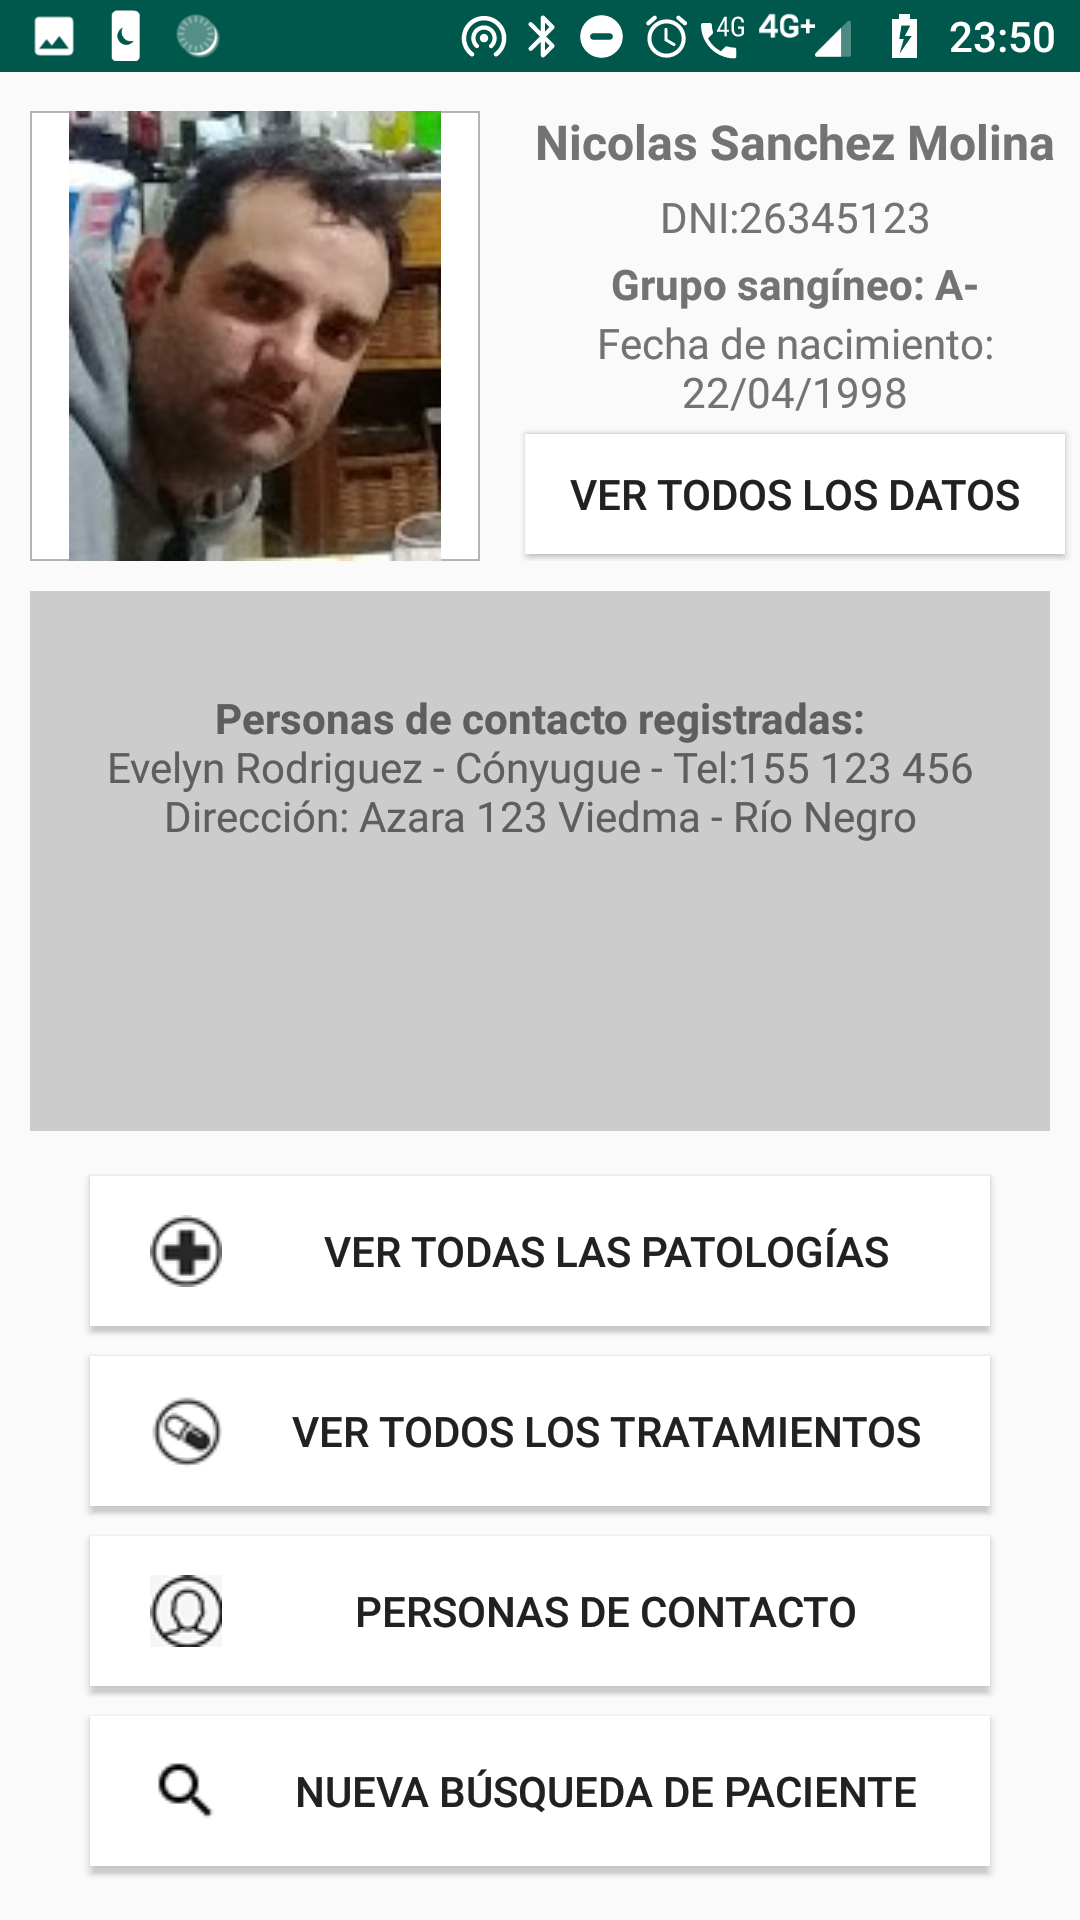 4G 4G+ 23:50
Nicolas Sanchez Molina
DNI:26345123
Grupo sangíneo: A-
Fecha de nacimiento:
22/04/1998
VER TODOS LOS DATOS
Personas de contacto registradas:
Evelyn Rodriguez - Cónyugue - Tel:155 123 456
Dirección: Azara 123 Viedma - Río Negro
VER TODAS LAS PATOLOGÍAS
VER TODOS LOS TRATAMIENTOS
PERSONAS DE CONTACTO
NUEVA BÚSQUEDA DE PACIENTE